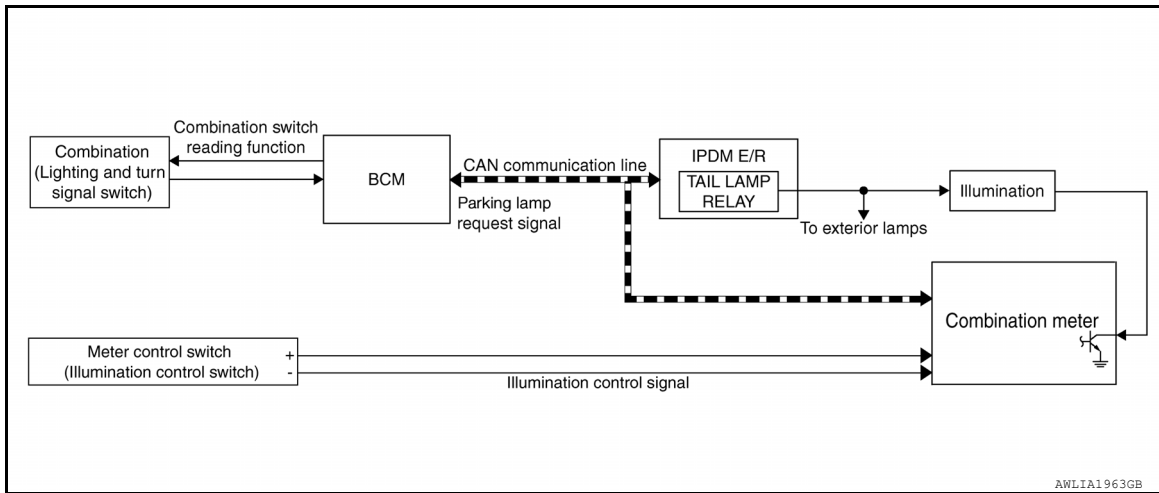 Combination switch
reading function
Combination
(Lighting and turn
signal switch)
BCM
CAN communication line
Parking lamp
request signal
IPDM E/R
TAIL LAMP
RELAY
To exterior lamps
Illumination
Combination meter
Meter control switch
(Illumination control switch)
+
-
Illumination control signal
AWLIA1963GB